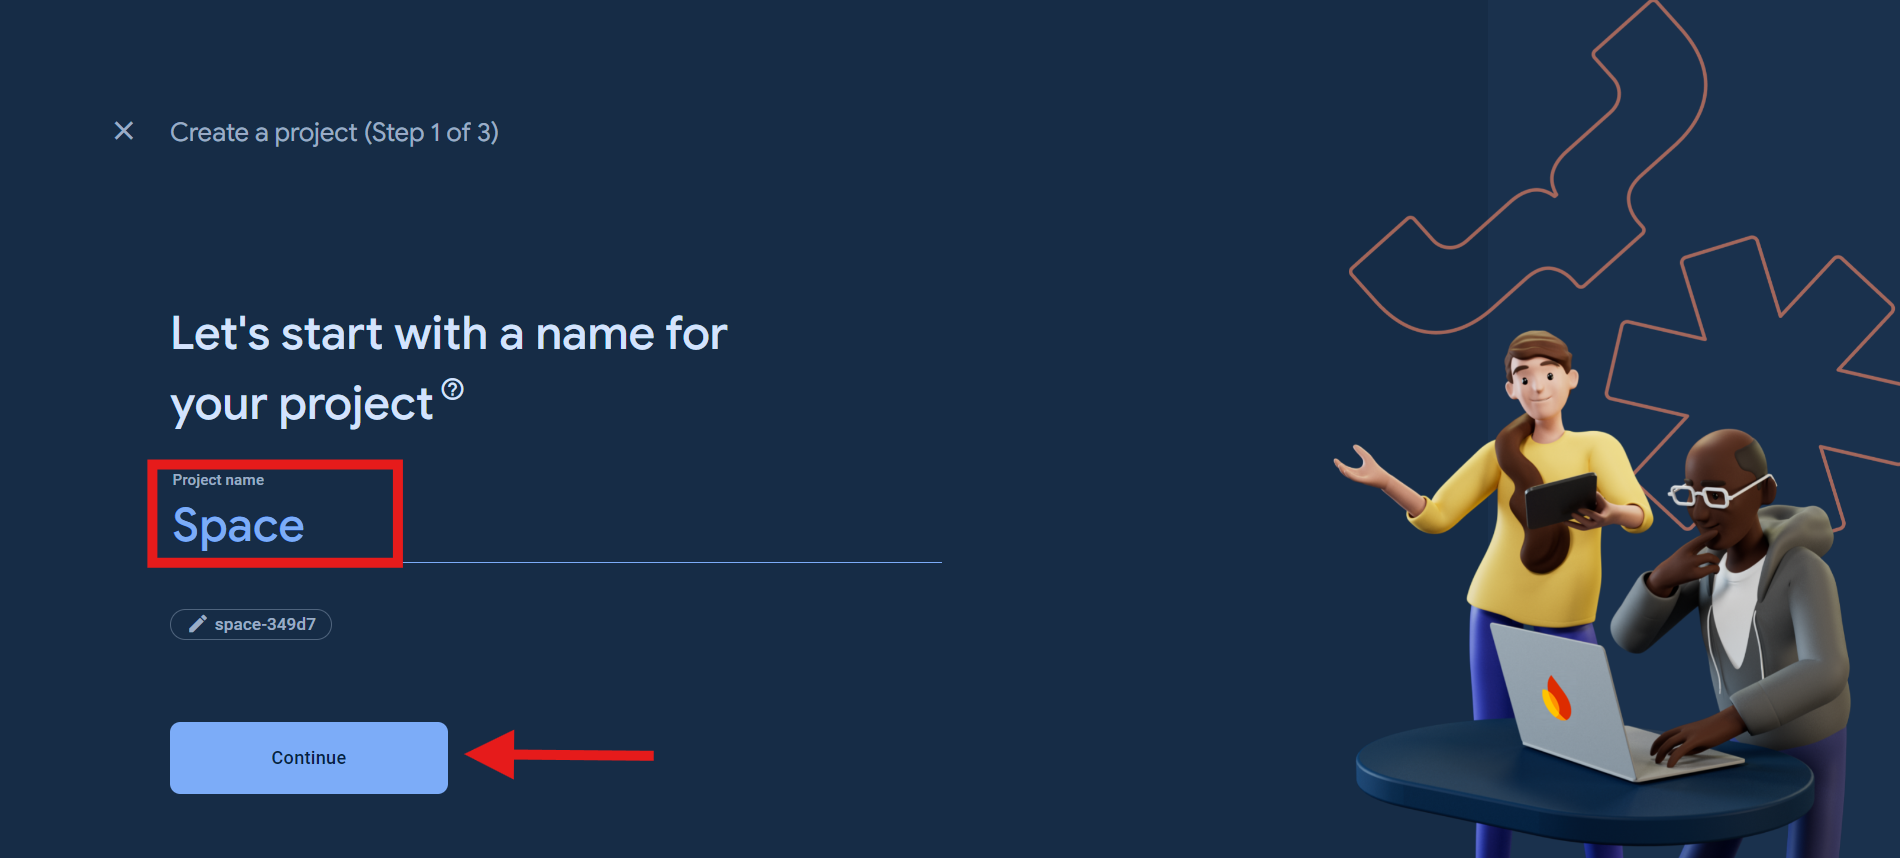 Create a project (Step 1 of 3)
Let's start with a name for
your project
Project name
Space
space-349d7
Continue